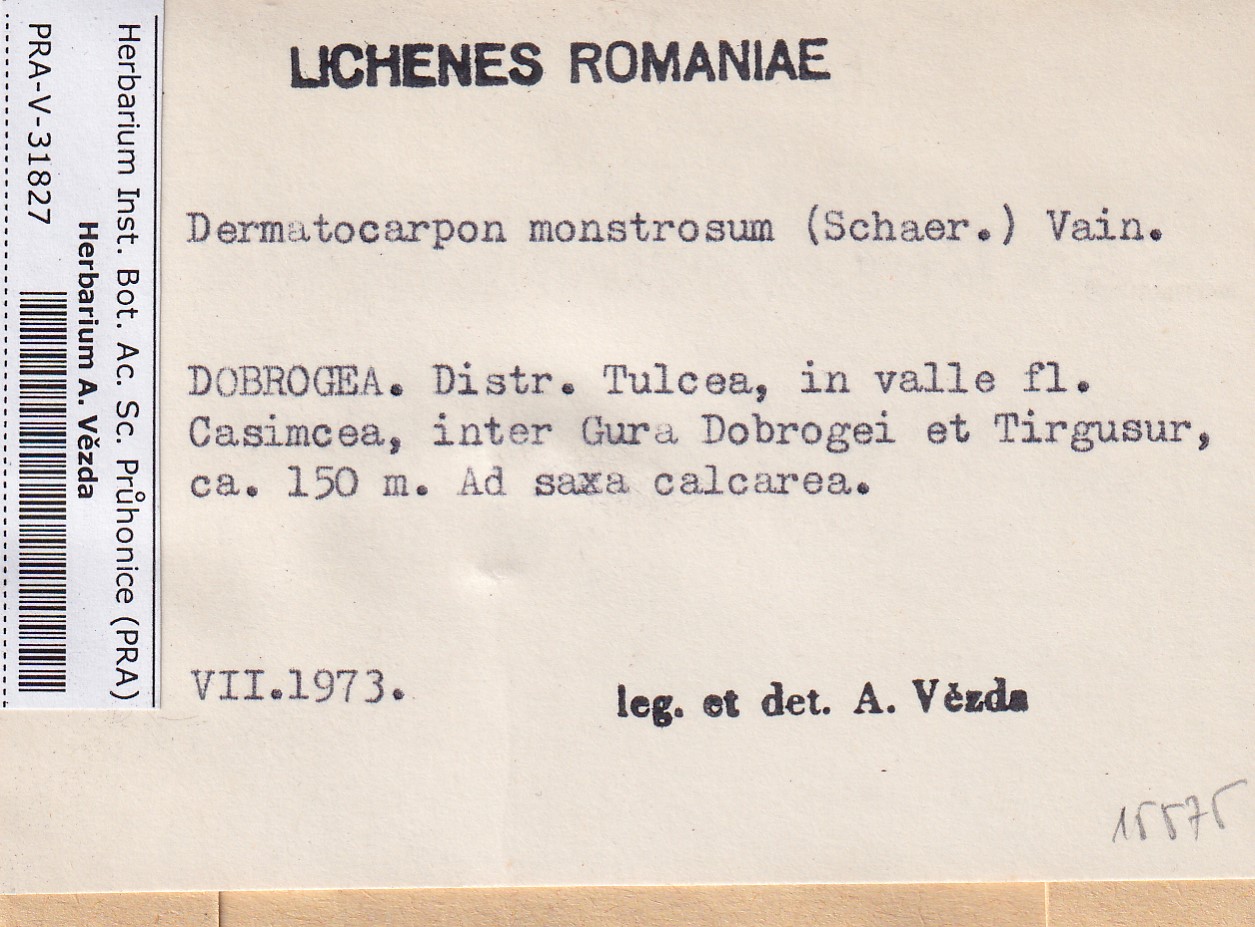 LICHENES ROMANIAE
Dermatocarpon monstrosum (Schaer.) Vain.
DOBROGEA. Distr. Tulcea, in valle fl.
Casimcea, inter Gura Dobrogei et Tirgusur,
ca. 150 m. Ad saxa calcarea.
VII.1973.
leg. et det. A. Vězda
15575
Herbarium Inst. Bot. Ac. Sc. Průhonice (PRA)
Herbarium A. Vězda
PRA-V-31827